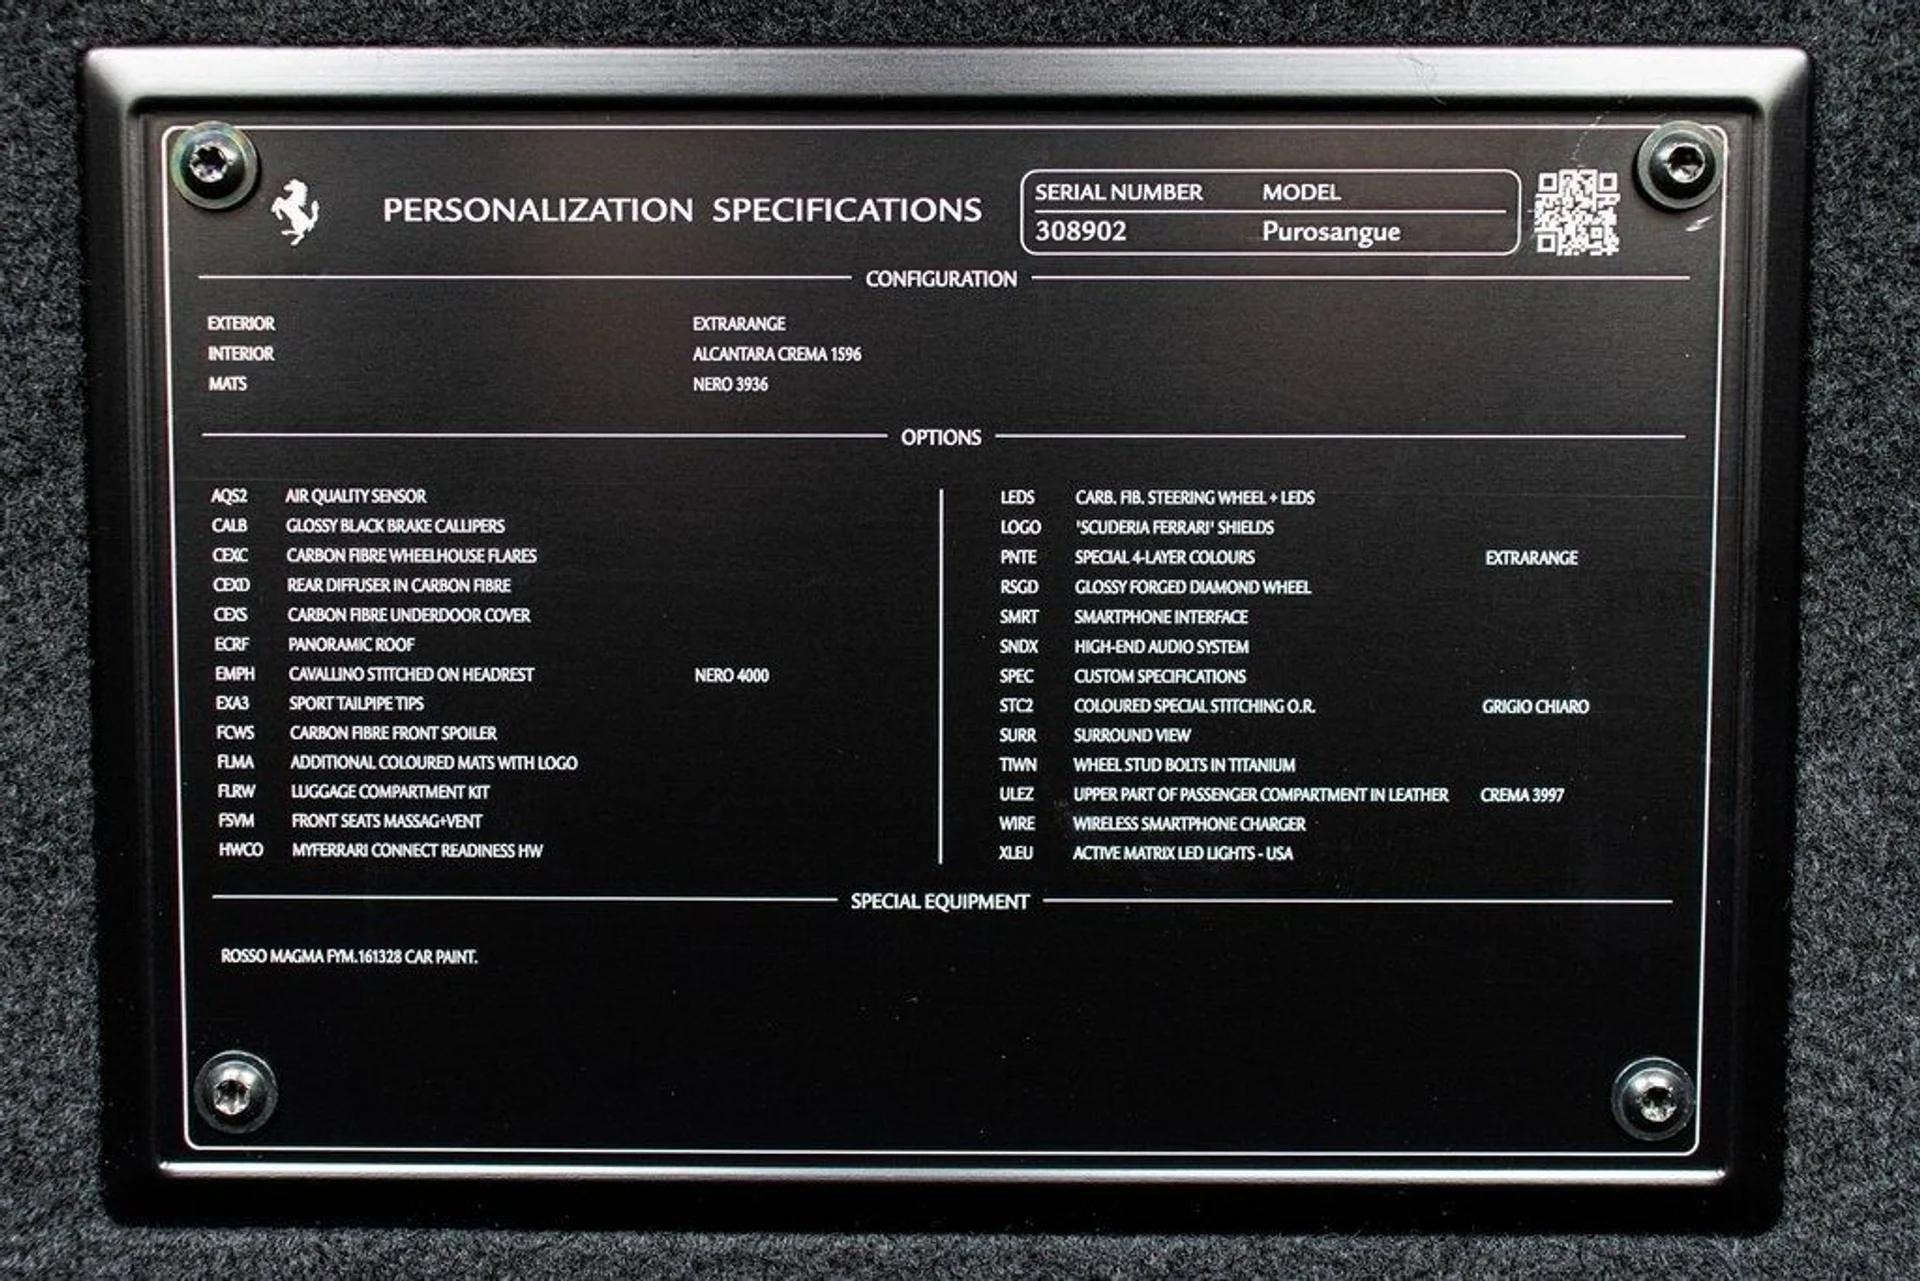 PERSONALIZATION SPECIFICATIONS
SERIAL NUMBER MODEL
308902 Purosangue
CONFIGURATION
EXTERIOR EXTRARANGE
INTERIOR ALCANTARA CREMA 1596
MATS NERO 3936
OPTIONS
AQS2 AIR QUALITY SENSOR
CALB GLOSSY BLACK BRAKE CALLIPERS
CEXC CARBON FIBRE WHEELHOUSE FLARES
CEXD REAR DIFFUSER IN CARBON FIBRE
CEXS CARBON FIBRE UNDERDOOR COVER
ECRF PANORAMIC ROOF
EMPH CAVALLINO STITCHED ON HEADREST NERO 4000
EXA3 SPORT TAILPIPE TIPS
FCWS CARBON FIBRE FRONT SPOILER
FLMA ADDITIONAL COLOURED MATS WITH LOGO
FLRW LUGGAGE COMPARTMENT KIT
FSVM FRONT SEATS MASSAG+VENT
HWCO MYFERRARI CONNECT READINESS HW
LEDS CARB. FIB. STEERING WHEEL + LEDS
LOGO 'SCUDERIA FERRARI' SHIELDS
PNTE SPECIAL 4-LAYER COLOURS EXTRARANGE
RSGD GLOSSY FORGED DIAMOND WHEEL
SMRT SMARTPHONE INTERFACE
SNDX HIGH-END AUDIO SYSTEM
SPEC CUSTOM SPECIFICATIONS
STC2 COLOURED SPECIAL STITCHING O.R. GRIGIO CHIARO
SURR SURROUND VIEW
TIWN WHEEL STUD BOLTS IN TITANIUM
ULEZ UPPER PART OF PASSENGER COMPARTMENT IN LEATHER CREMA 3997
WIRE WIRELESS SMARTPHONE CHARGER
XLEU ACTIVE MATRIX LED LIGHTS - USA
SPECIAL EQUIPMENT
ROSSO MAGMA FYM.161328 CAR PAINT.